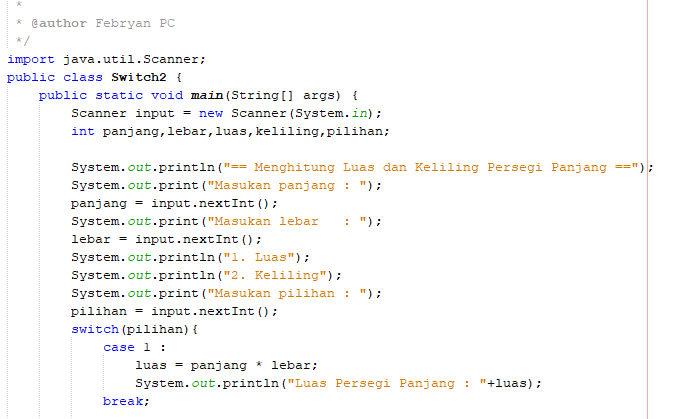 *
* @author Febryan PC
*/
import java.util.Scanner;
public class Switch2 {
public static void main(String[] args) {
Scanner input = new Scanner(System.in);
int panjang,lebar,luas,keliling,pilihan;
System.out.println("== Menghitung Luas dan Keliling Persegi Panjang ==");
System.out.print("Masukan panjang : ");
panjang = input.nextInt();
System.out.print("Masukan lebar   : ");
lebar = input.nextInt();
System.out.println("1. Luas");
System.out.println("2. Keliling");
System.out.print("Masukan pilihan : ");
pilihan = input.nextInt();
switch(pilihan){
case 1 :
luas = panjang * lebar;
System.out.println("Luas Persegi Panjang : "+luas);
break;